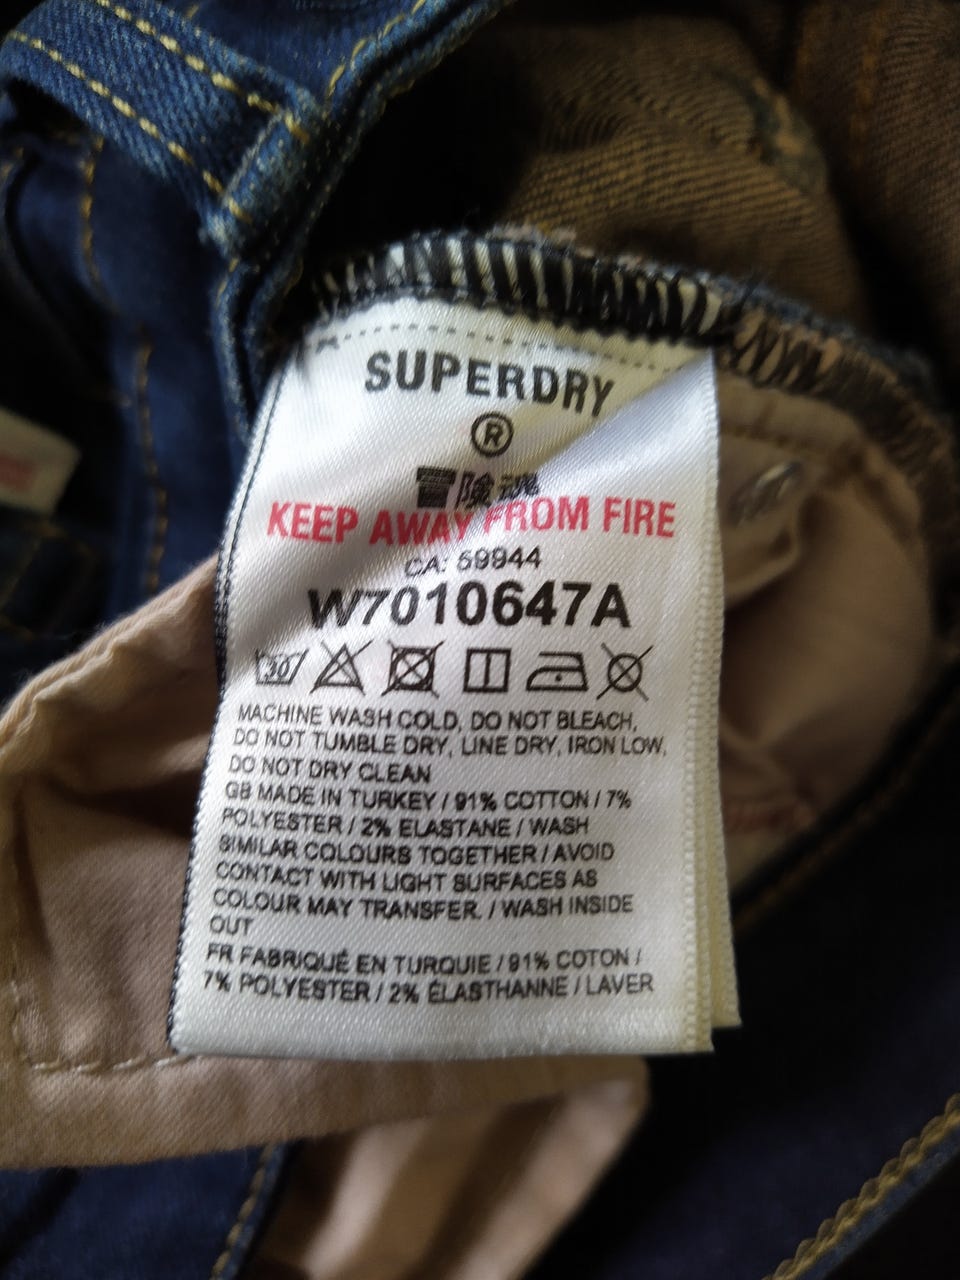 SUPERDRY
®
冒険魂
KEEP AWAY FROM FIRE
CA: 59944
W7010647A
30
MACHINE WASH COLD, DO NOT BLEACH,
DO NOT TUMBLE DRY, LINE DRY, IRON LOW,
DO NOT DRY CLEAN
GB MADE IN TURKEY / 91% COTTON / 7%
POLYESTER / 2% ELASTANE / WASH
SIMILAR COLOURS TOGETHER / AVOID
CONTACT WITH LIGHT SURFACES AS
COLOUR MAY TRANSFER. / WASH INSIDE
OUT
FR FABRIQUÉ EN TURQUIE / 91% COTON /
7% POLYESTER / 2% ÉLASTHANNE / LAVER